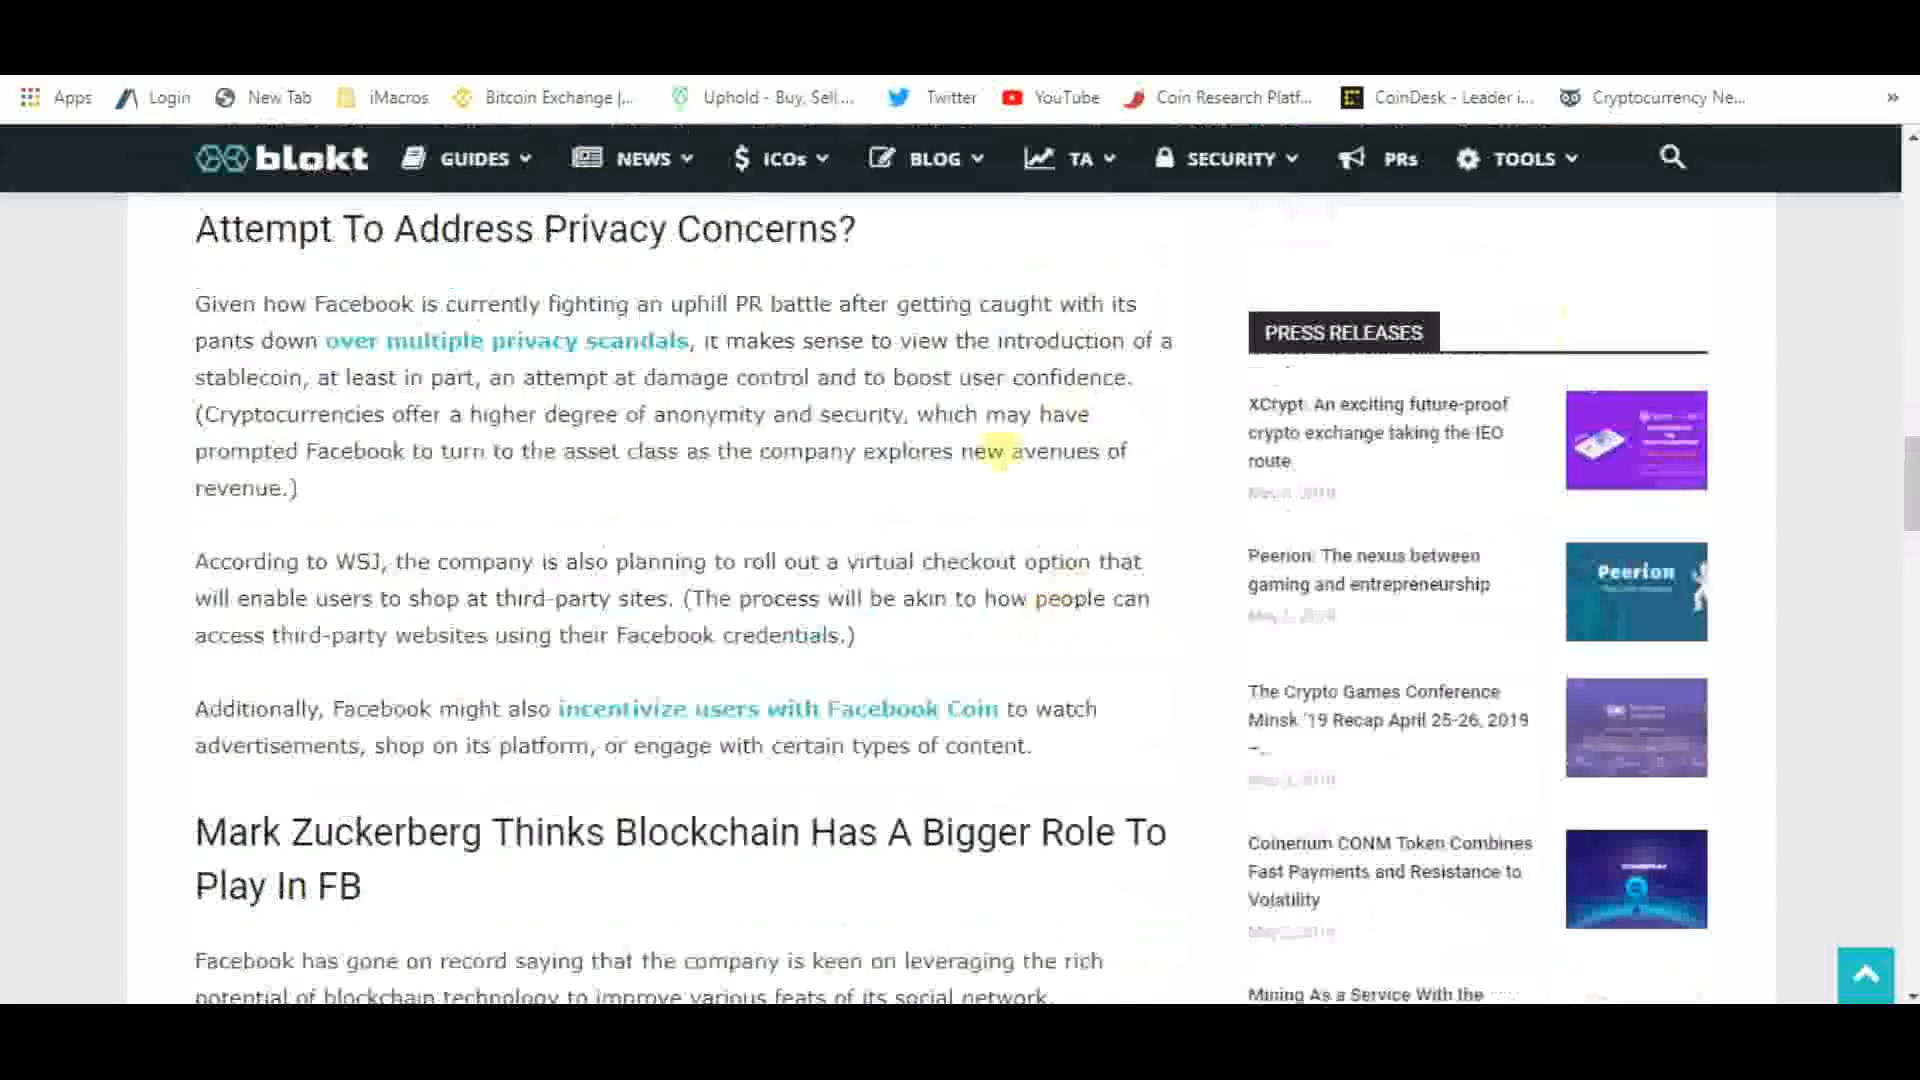 Apps Login New Tab iMacros Bitcoin Exchange |... Uphold - Buy, Sell ... Twitter YouTube Coin Research Platf... CoinDesk - Leader i... Cryptocurrency Ne... »
blokt GUIDES NEWS ICOs BLOG TA SECURITY PRs TOOLS
Attempt To Address Privacy Concerns?
Given how Facebook is currently fighting an uphill PR battle after getting caught with its
pants down over multiple privacy scandals, it makes sense to view the introduction of a
stablecoin, at least in part, an attempt at damage control and to boost user confidence.
(Cryptocurrencies offer a higher degree of anonymity and security, which may have
prompted Facebook to turn to the asset class as the company explores new avenues of
revenue.)
According to WSJ, the company is also planning to roll out a virtual checkout option that
will enable users to shop at third-party sites. (The process will be akin to how people can
access third-party websites using their Facebook credentials.)
Additionally, Facebook might also incentivize users with Facebook Coin to watch
advertisements, shop on its platform, or engage with certain types of content.
Mark Zuckerberg Thinks Blockchain Has A Bigger Role To
Play In FB
Facebook has gone on record saying that the company is keen on leveraging the rich
potential of blockchain technology to improve various feats of its social network.
PRESS RELEASES
XCrypt: An exciting future-proof
crypto exchange taking the IEO
route
Peerion: The nexus between
gaming and entrepreneurship
Peerion
The Crypto Games Conference
Minsk '19 Recap April 25-26, 2019
–...
Coinerium CONM Token Combines
Fast Payments and Resistance to
Volatility
Mining As a Service With the